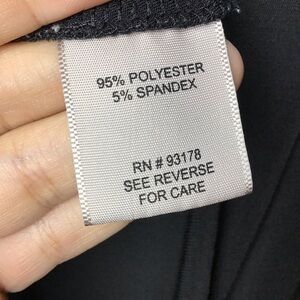 95% POLYESTER
5% SPANDEX
RN # 93178
SEE REVERSE
FOR CARE